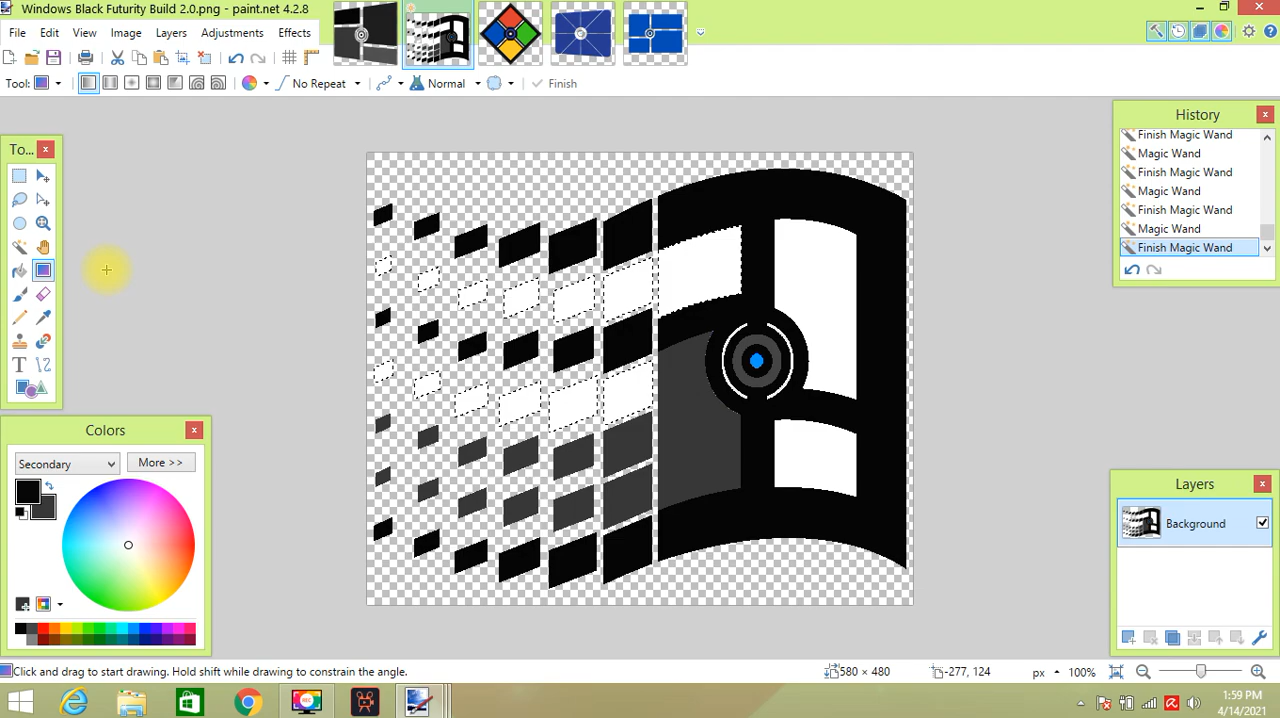 Windows Black Futurity Build 2.0.png - paint.net 4.2.8
File Edit View Image Layers Adjustments Effects
Tool: No Repeat Normal Finish
To...
History
Finish Magic Wand
Magic Wand
Finish Magic Wand
Magic Wand
Finish Magic Wand
Magic Wand
Finish Magic Wand
Colors
Secondary More >>
Layers
Background
Click and drag to start drawing. Hold shift while drawing to constrain the angle. 580 × 480 -277, 124 px 100%
REC
1:59 PM
4/14/2021